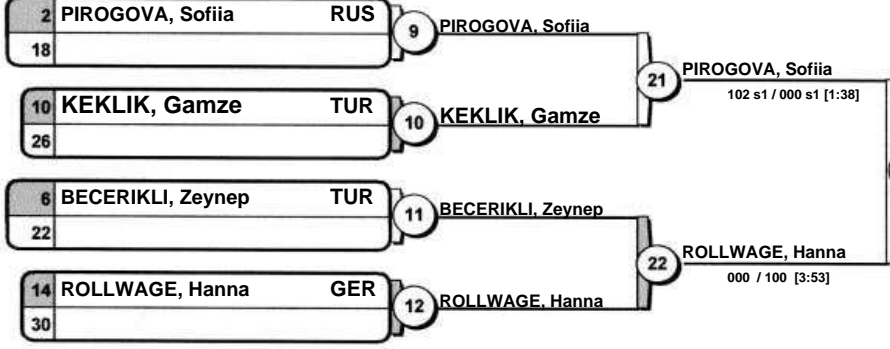 2 PIROGOVA, Sofiia RUS
18
9 PIROGOVA, Sofiia
10 KEKLIK, Gamze TUR
26
10 KEKLIK, Gamze
21 PIROGOVA, Sofiia
102 s1 / 000 s1 [1:38]
6 BECERIKLI, Zeynep TUR
22
11 BECERIKLI, Zeynep
14 ROLLWAGE, Hanna GER
30
12 ROLLWAGE, Hanna
22 ROLLWAGE, Hanna
000 / 100 [3:53]